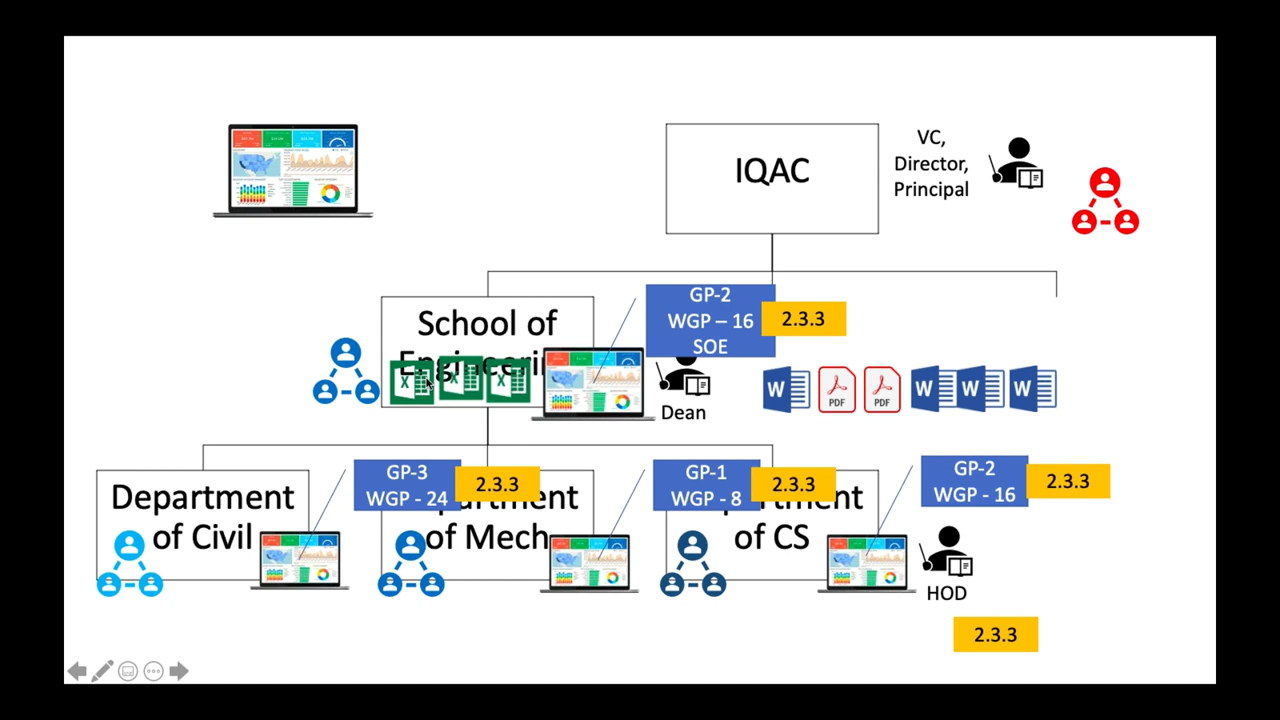 IQAC
VC,
Director,
Principal
School of
Engineering
GP-2
WGP – 16
SOE
2.3.3
Dean
PDF
PDF
Department
of Civil
GP-3
WGP - 24
2.3.3
of Mech
GP-1
WGP - 8
2.3.3
of CS
GP-2
WGP - 16
2.3.3
HOD
2.3.3